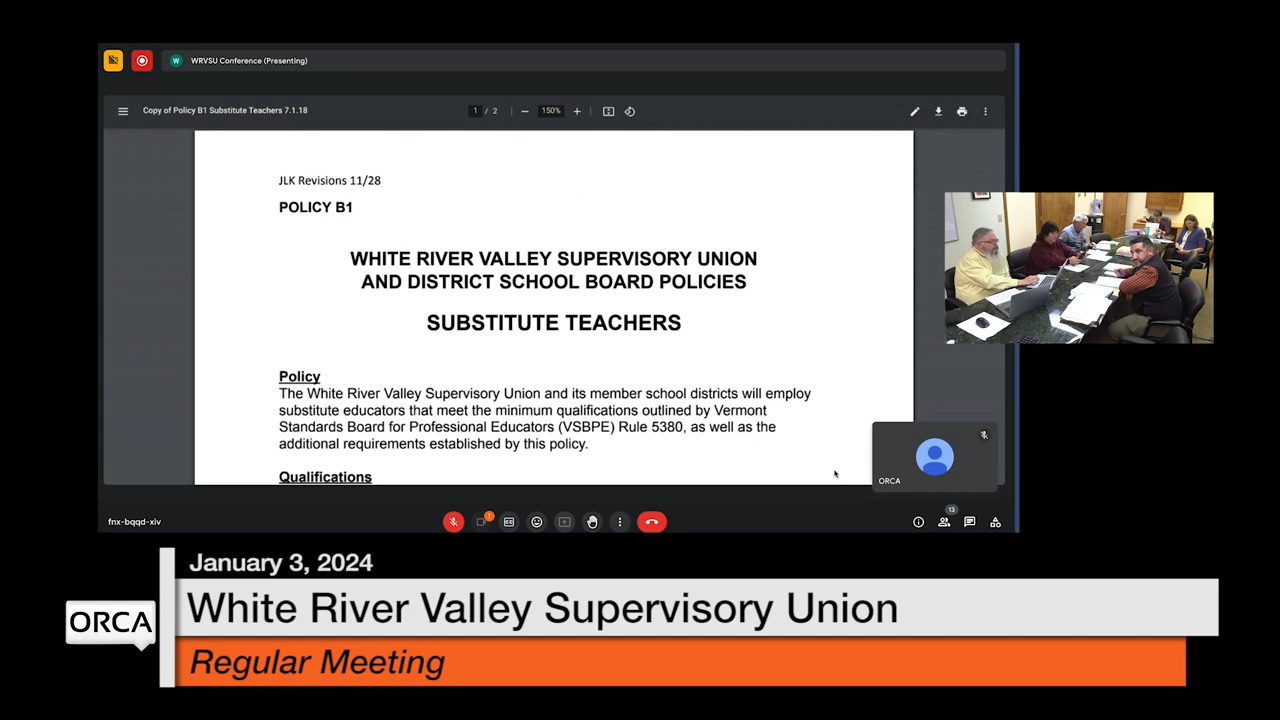 W WRVSU Conference (Presenting)
Copy of Policy B1 Substitute Teachers 7.1.18
1 / 2
150%
JLK Revisions 11/28
POLICY B1
WHITE RIVER VALLEY SUPERVISORY UNION
AND DISTRICT SCHOOL BOARD POLICIES
SUBSTITUTE TEACHERS
Policy
The White River Valley Supervisory Union and its member school districts will employ
substitute educators that meet the minimum qualifications outlined by Vermont
Standards Board for Professional Educators (VSBPE) Rule 5380, as well as the
additional requirements established by this policy.
Qualifications
ORCA
fnx-bqqd-xiv
13
January 3, 2024
White River Valley Supervisory Union
ORCA
Regular Meeting